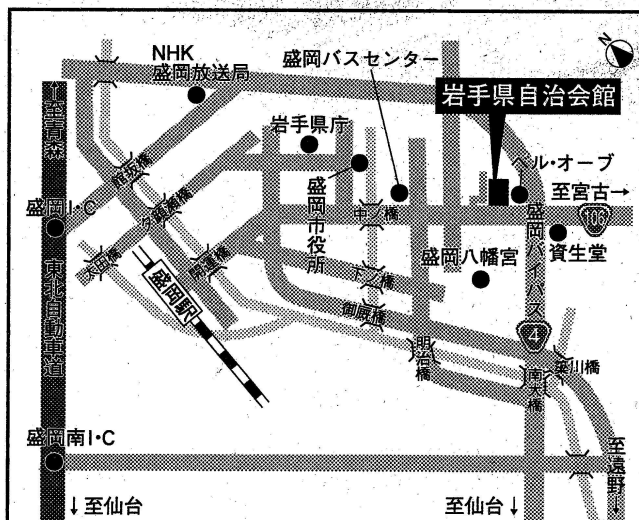 N
NHK
盛岡放送局
盛岡バスセンター
岩手県自治会館
↑至青森
岩手県庁
ベル・オーブ
至宮古→
館坂橋
夕顔瀬橋
盛岡I・C
盛岡市役所
中ノ橋
106
太田橋
開運橋
盛岡八幡宮
盛岡バイパス
資生堂
盛岡駅
下ノ橋
東北自動車道
御厩橋
4
明治橋
南大橋
簗川橋
盛岡南I・C
至遠野↓
↓至仙台
至仙台↓